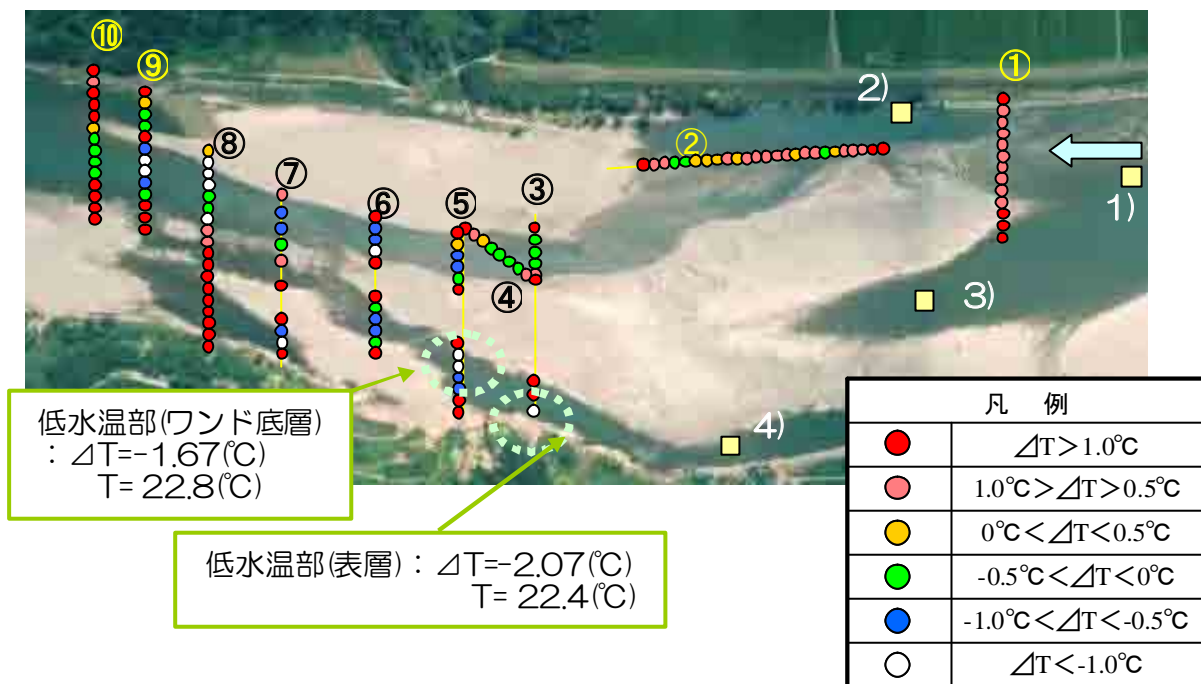 ⑩
⑨
①
2)
②
⑧
1)
⑦
③
⑥
⑤
④
3)
4)
低水温部(ワンド底層)
:⊿T=-1.67(℃)
T= 22.8(℃)
低水温部(表層):⊿T=-2.07(℃)
T= 22.4(℃)
凡 例
⊿T>1.0℃
1.0℃>⊿T>0.5℃
0℃<⊿T<0.5℃
-0.5℃<⊿T<0℃
-1.0℃<⊿T<-0.5℃
⊿T<-1.0℃